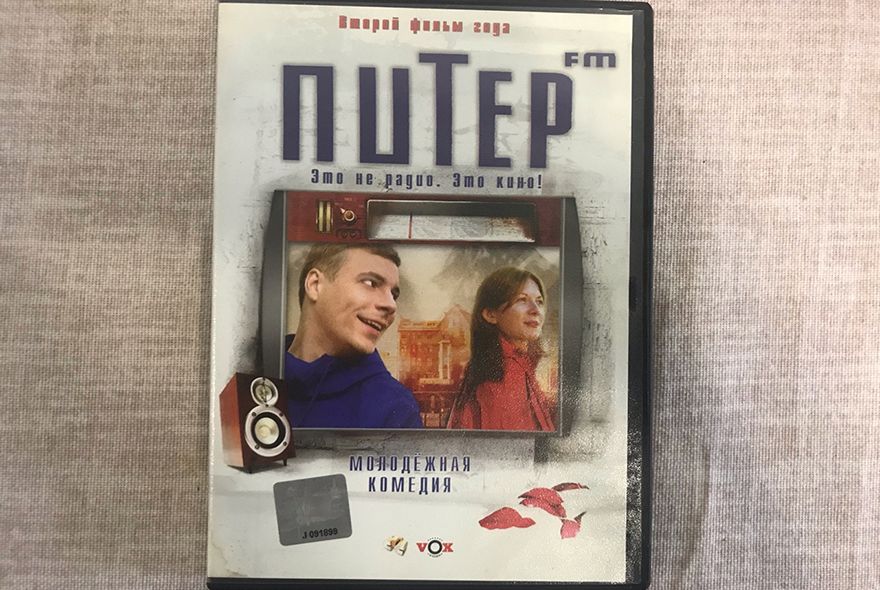 Второй фильм года
ПИТЕР FM
Это не радио. Это кино!
МОЛОДЁЖНАЯ
КОМЕДИЯ
J 091899
VOX